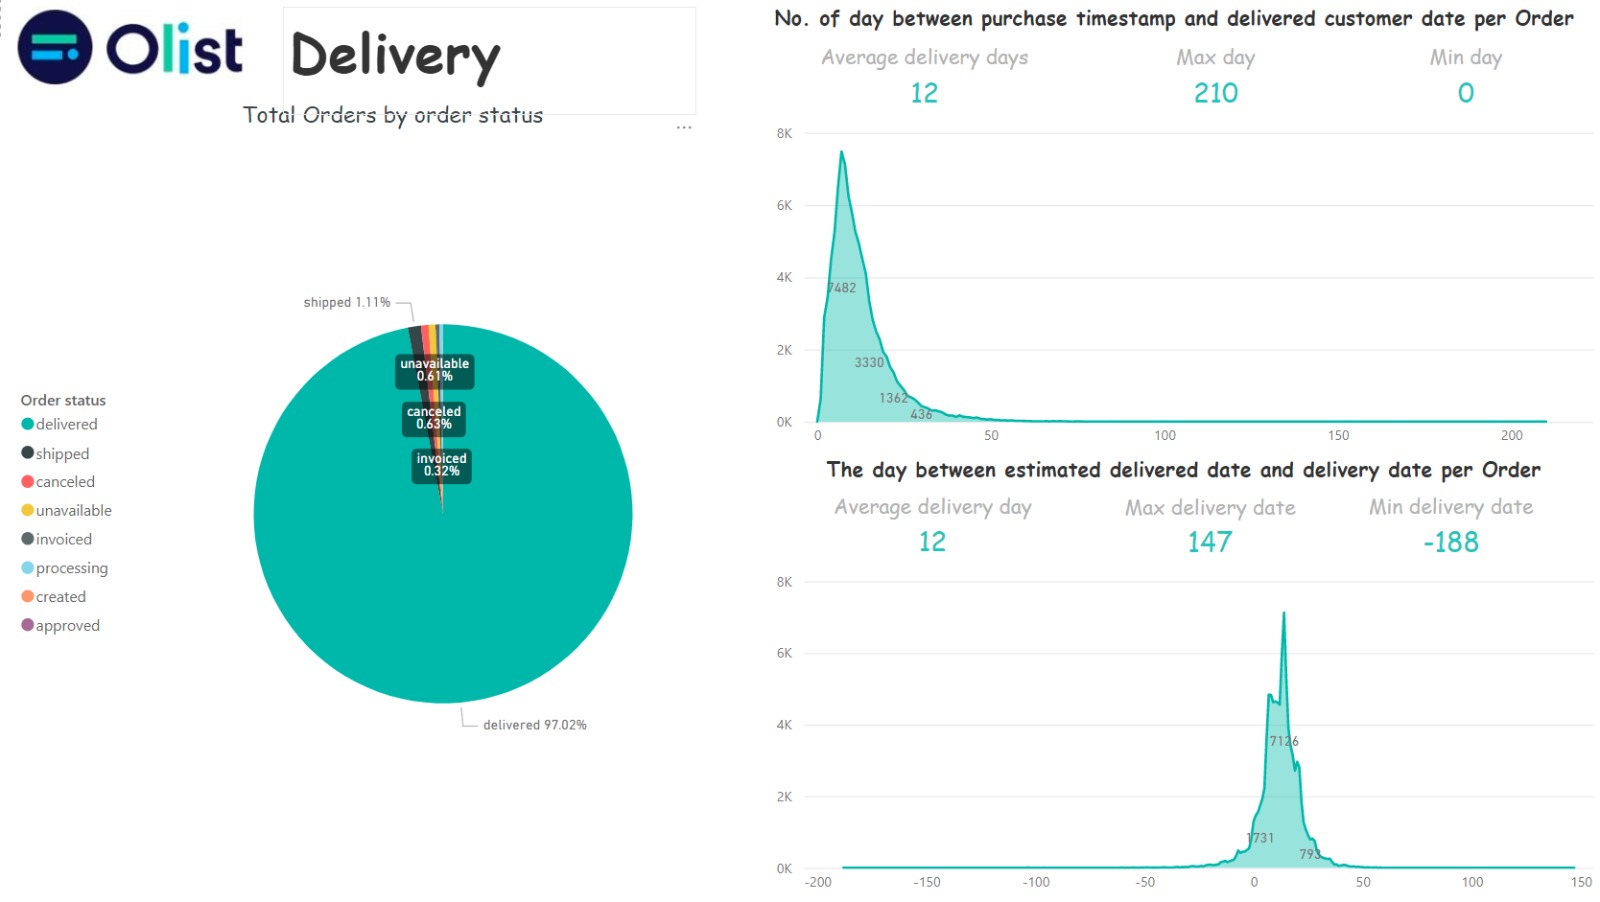 Olist
Delivery
Total Orders by order status
...
shipped 1.11%
unavailable
0.61%
canceled
0.63%
invoiced
0.32%
delivered 97.02%
Order status
delivered
shipped
canceled
unavailable
invoiced
processing
created
approved
No. of day between purchase timestamp and delivered customer date per Order
Average delivery days
12
Max day
210
Min day
0
8K
6K
4K
2K
0K
7482
3330
1362
436
0 50 100 150 200
The day between estimated delivered date and delivery date per Order
Average delivery day
12
Max delivery date
147
Min delivery date
-188
8K
6K
4K
2K
0K
7126
1731
793
-200 -150 -100 -50 0 50 100 150